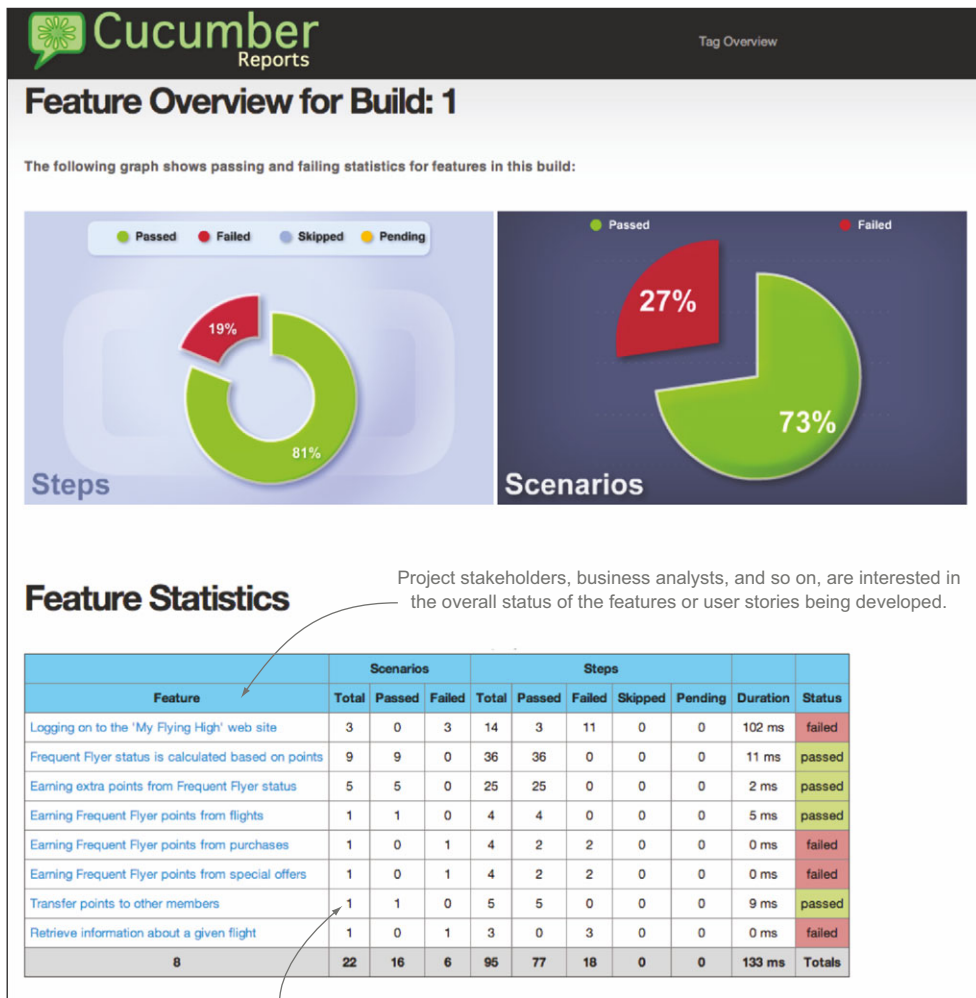 Cucumber
Reports
Tag Overview
Feature Overview for Build: 1
The following graph shows passing and failing statistics for features in this build:
Passed Failed Skipped Pending
19%
81%
Steps
Passed Failed
27%
73%
Scenarios
Feature Statistics
Project stakeholders, business analysts, and so on, are interested in
the overall status of the features or user stories being developed.
Scenarios Steps
Feature Total Passed Failed Total Passed Failed Skipped Pending Duration Status
Logging on to the 'My Flying High' web site 3 0 3 14 3 11 0 0 102 ms failed
Frequent Flyer status is calculated based on points 9 9 0 36 36 0 0 0 11 ms passed
Earning extra points from Frequent Flyer status 5 5 0 25 25 0 0 0 2 ms passed
Earning Frequent Flyer points from flights 1 1 0 4 4 0 0 0 5 ms passed
Earning Frequent Flyer points from purchases 1 0 1 4 2 2 0 0 0 ms failed
Earning Frequent Flyer points from special offers 1 0 1 4 2 2 0 0 0 ms failed
Transfer points to other members 1 1 0 5 5 0 0 0 9 ms passed
Retrieve information about a given flight 1 0 1 3 0 3 0 0 0 ms failed
8 22 16 6 95 77 18 0 0 133 ms Totals